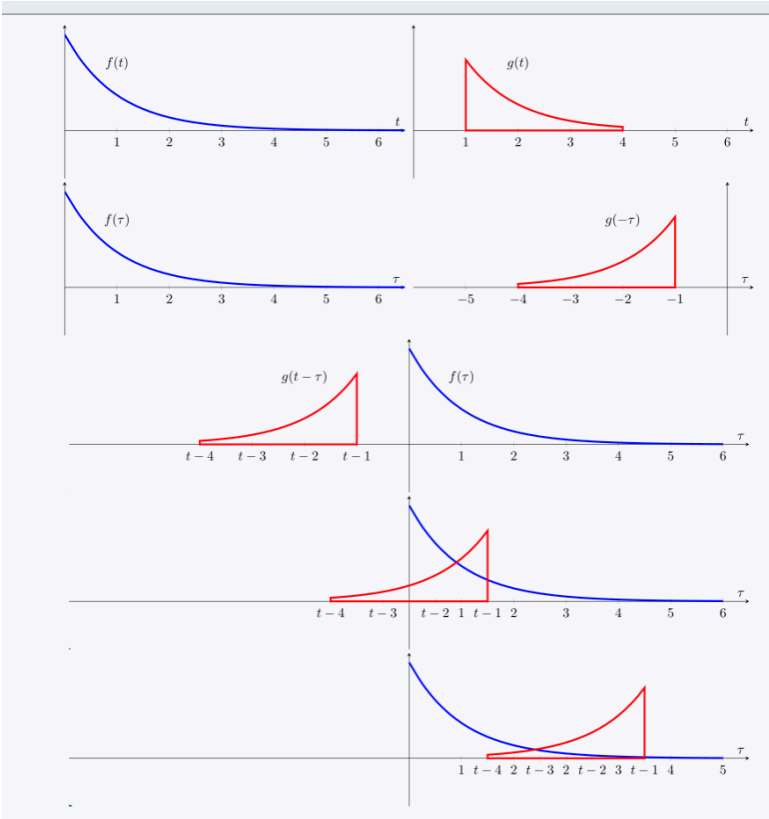 f(t) t g(t) t
1 2 3 4 5 6 1 2 3 4 5 6
f(τ) τ g(−τ) τ
1 2 3 4 5 6 −5 −4 −3 −2 −1
g(t − τ) f(τ) τ
t − 4 t − 3 t − 2 t − 1 1 2 3 4 5 6
τ
t − 4 t − 3 t − 2 1 t − 1 2 3 4 5 6
τ
1 t − 4 2 t − 3 2 t − 2 3 t − 1 4 5